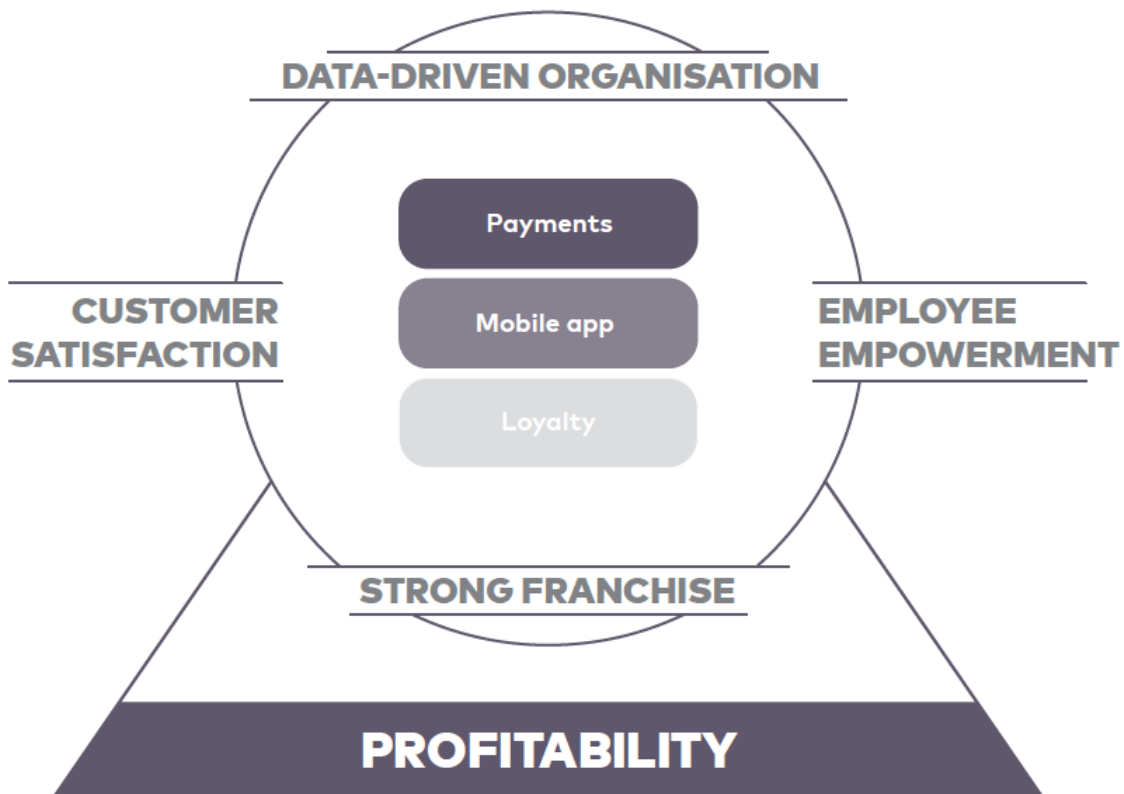 DATA-DRIVEN ORGANISATION
Payments
CUSTOMER
SATISFACTION
Mobile app
EMPLOYEE
EMPOWERMENT
Loyalty
STRONG FRANCHISE
PROFITABILITY